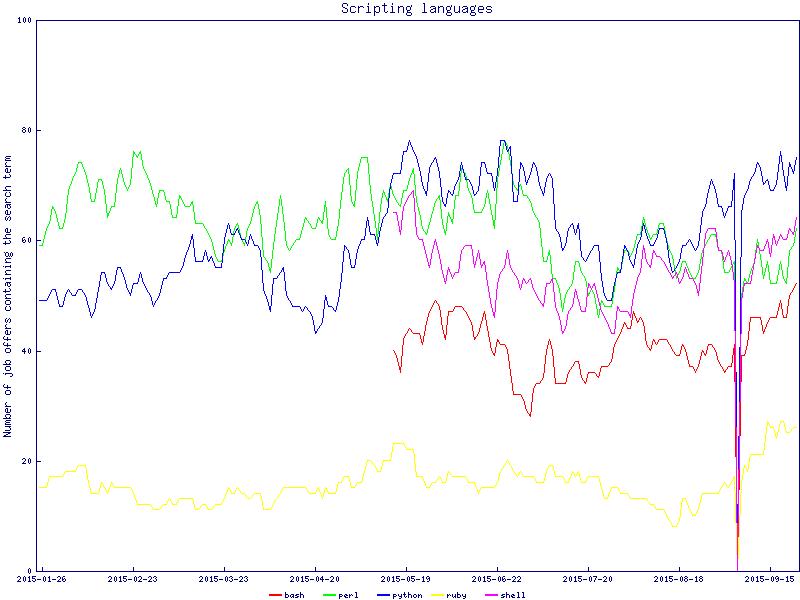 Scripting languages
Number of job offers containing the search term
100
80
60
40
20
0
2015-01-26 2015-02-23 2015-03-23 2015-04-20 2015-05-19 2015-06-22 2015-07-20 2015-08-18 2015-09-15
bash perl python ruby shell